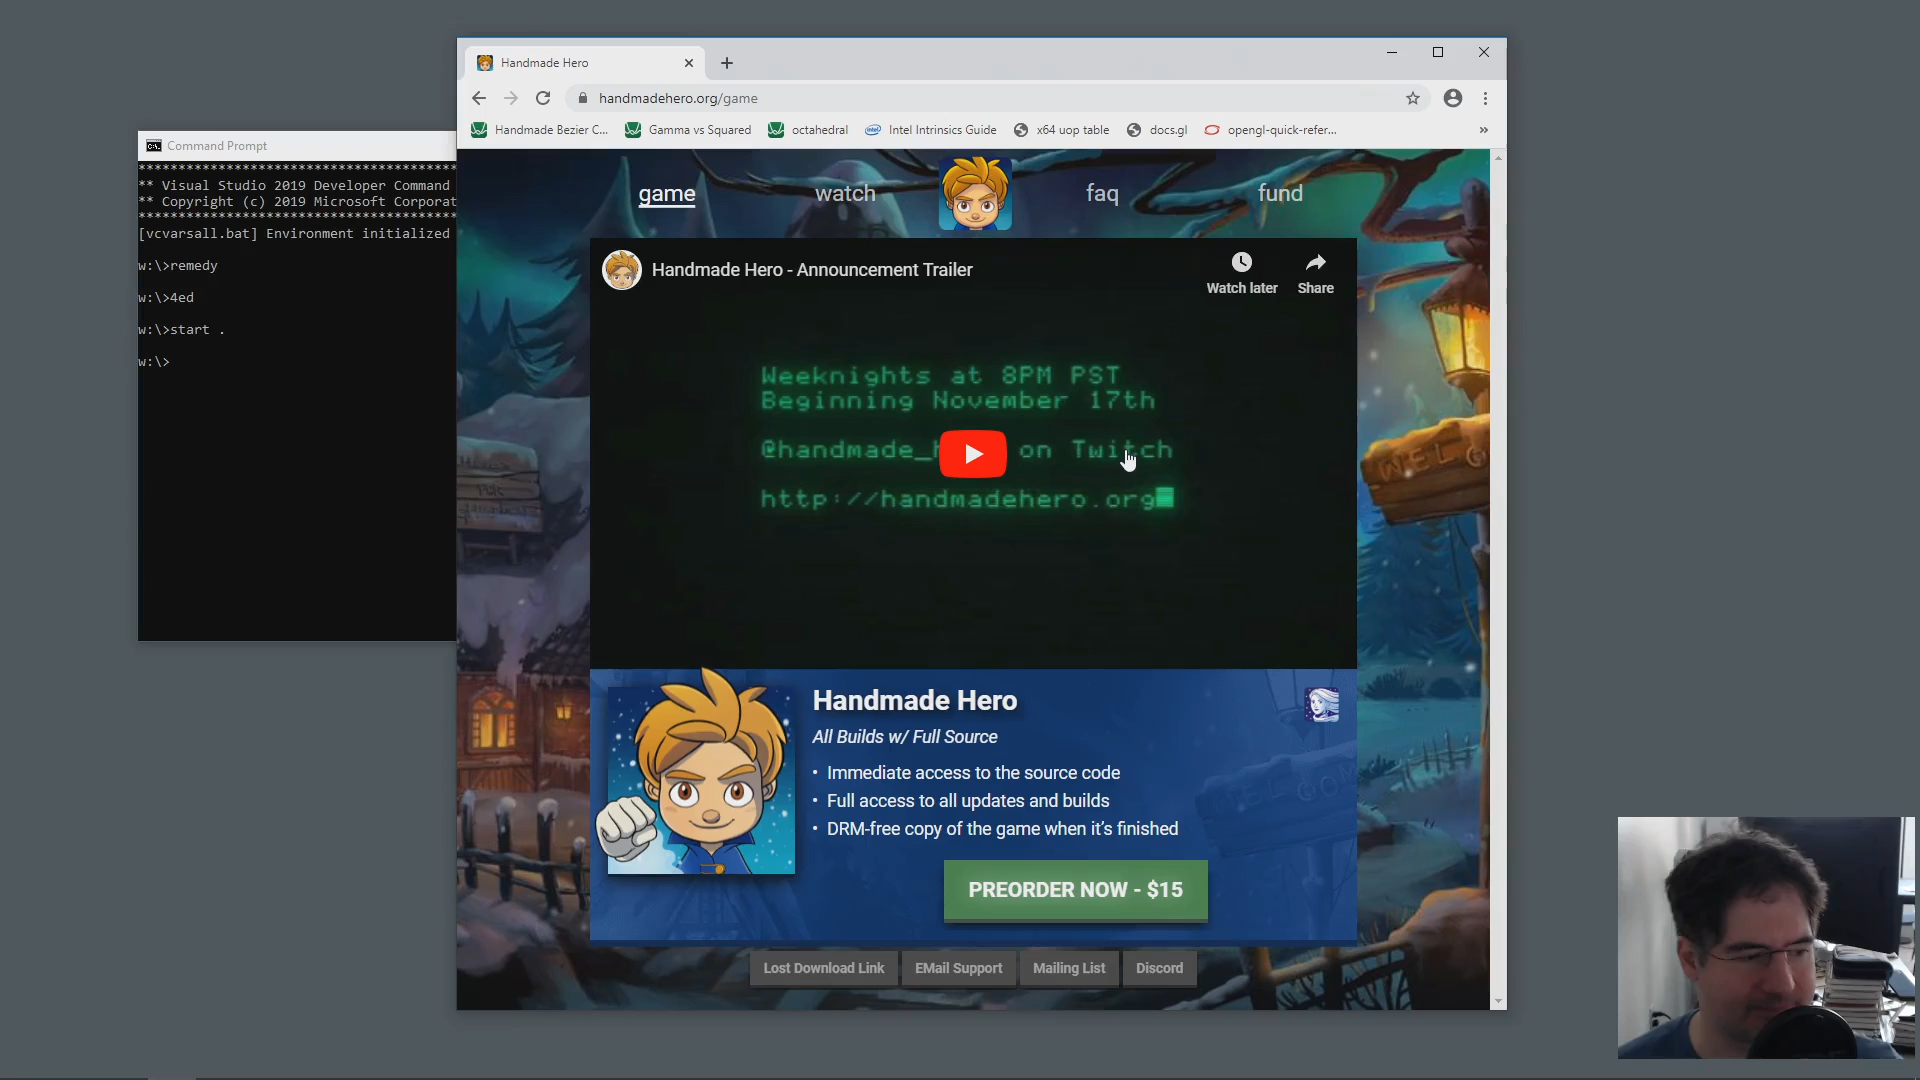 Handmade Hero
handmadehero.org/game
Handmade Bezier C...
Gamma vs Squared
octahedral
Intel Intrinsics Guide
x64 uop table
docs.gl
opengl-quick-refer...
»
Command Prompt
*****************************************
** Visual Studio 2019 Developer Command
** Copyright (c) 2019 Microsoft Corporat
*****************************************
[vcvarsall.bat] Environment initialized
w:\>remedy
w:\>4ed
w:\>start .
w:\>
game
watch
faq
fund
Handmade Hero - Announcement Trailer
Watch later
Share
Weeknights at 8PM PST
Beginning November 17th
@handmade_h on Twitch
http://handmadehero.org
Handmade Hero
All Builds w/ Full Source
• Immediate access to the source code
• Full access to all updates and builds
• DRM-free copy of the game when it's finished
PREORDER NOW - $15
Lost Download Link
EMail Support
Mailing List
Discord